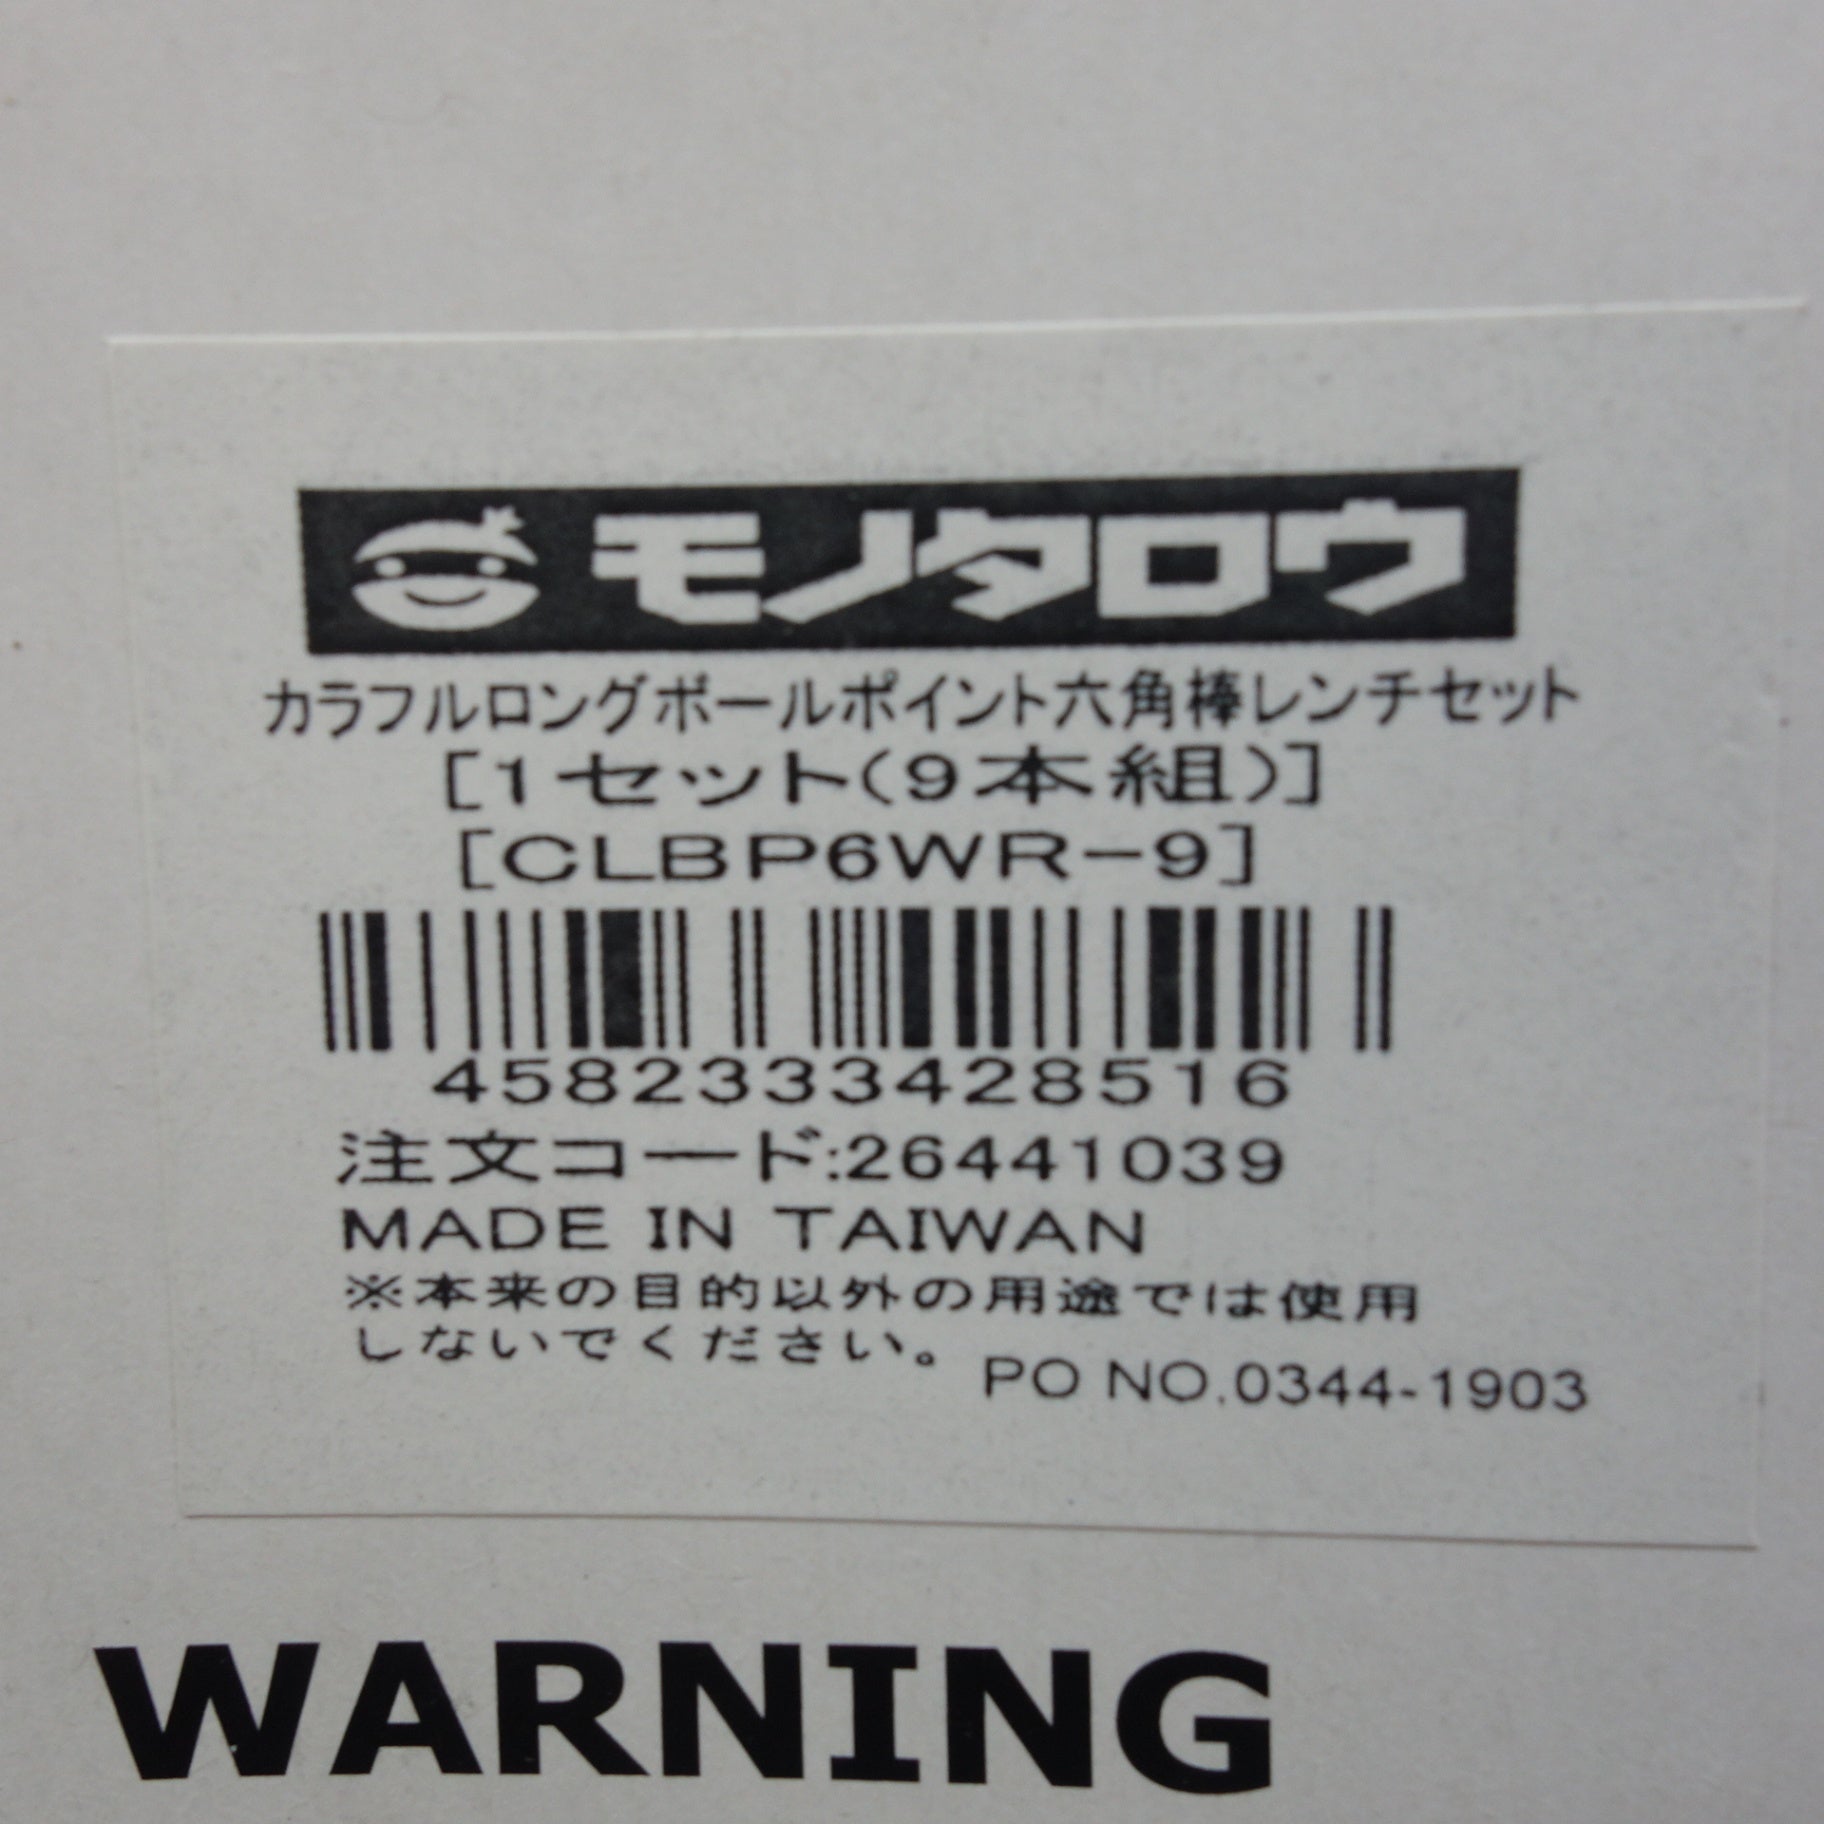 モノタロウ
カラフルロングボールポイント六角棒レンチセット
[1セット(9本組)]
[CLBP6WR-9]
4582333428516
注文コード:26441039
MADE IN TAIWAN
※本来の目的以外の用途では使用
しないでください。
PO NO.0344-1903
WARNING